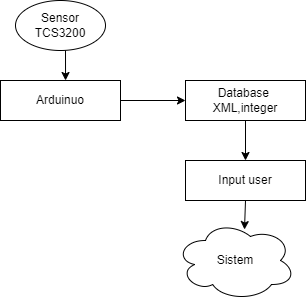 Sensor
TCS3200
Arduinuo
Database
XML,integer
Input user
Sistem